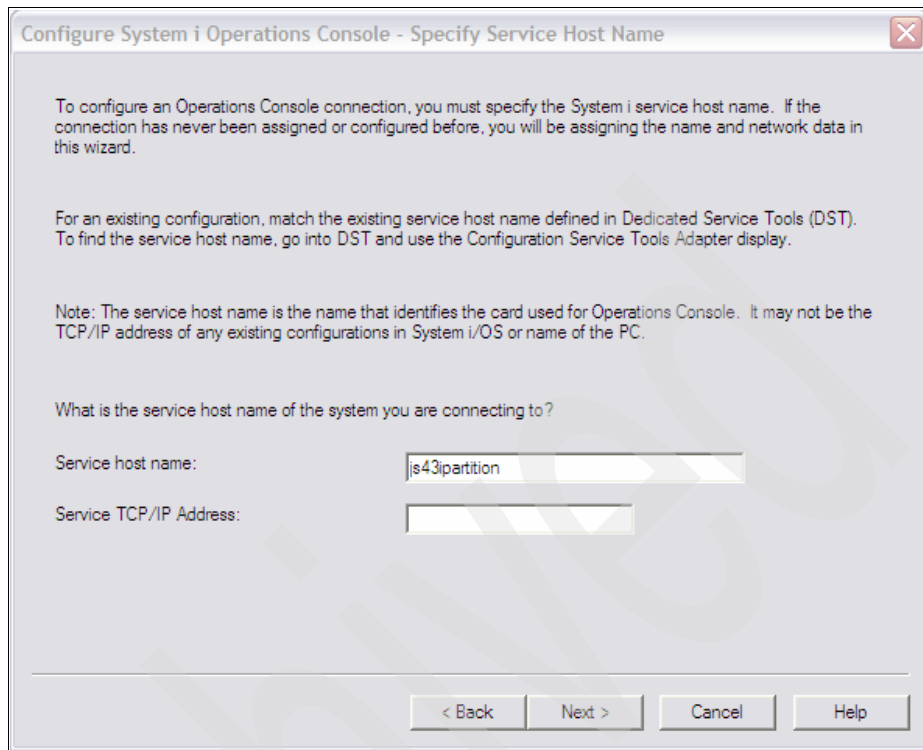 Configure System i Operations Console - Specify Service Host Name
To configure an Operations Console connection, you must specify the System i service host name. If the
connection has never been assigned or configured before, you will be assigning the name and network data in
this wizard.
For an existing configuration, match the existing service host name defined in Dedicated Service Tools (DST).
To find the service host name, go into DST and use the Configuration Service Tools Adapter display.
Note: The service host name is the name that identifies the card used for Operations Console. It may not be the
TCP/IP address of any existing configurations in System i/OS or name of the PC.
What is the service host name of the system you are connecting to?
Service host name:
js43ipartition
Service TCP/IP Address:
< Back
Next >
Cancel
Help